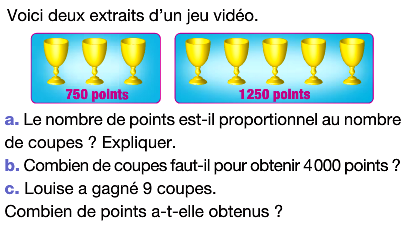 Voici deux extraits d'un jeu vidéo.
750 points
1 250 points
a. Le nombre de points est-il proportionnel au nombre
de coupes ? Expliquer.
b. Combien de coupes faut-il pour obtenir 4 000 points ?
c. Louise a gagné 9 coupes.
Combien de points a-t-elle obtenus ?